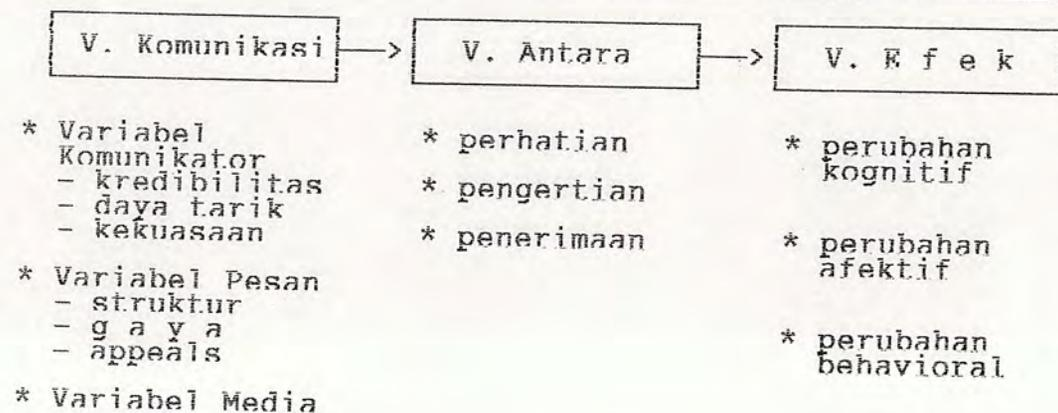 V. Komunikasi
V. Antara
V. E f e k
* Variabel
Komunikator
- kredibilitas
- daya tarik
- kekuasaan
* Variabel Pesan
- struktur
- g a y a
- appeals
* Variabel Media
* perhatian
* pengertian
* penerimaan
* perubahan
kognitif
* perubahan
afektif
* perubahan
behavioral